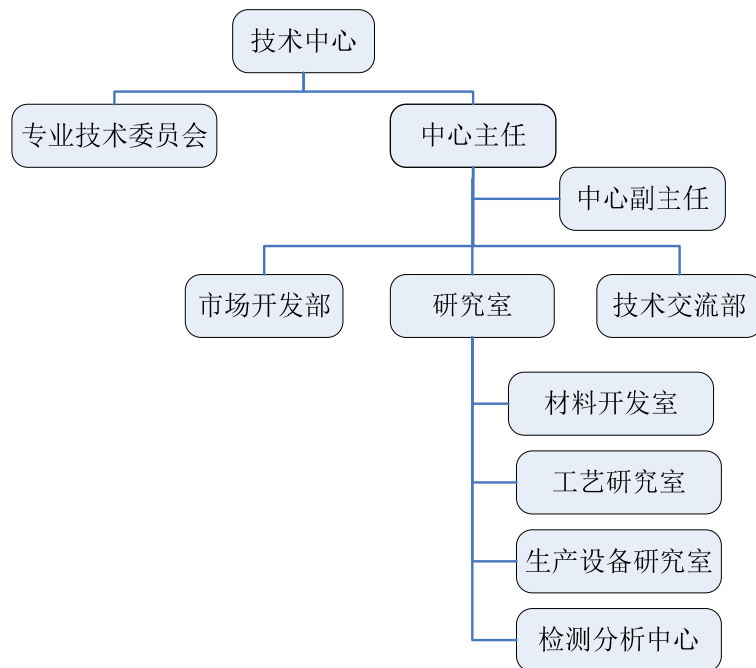 技术中心
专业技术委员会
中心主任
中心副主任
市场开发部
研究室
技术交流部
材料开发室
工艺研究室
生产设备研究室
检测分析中心